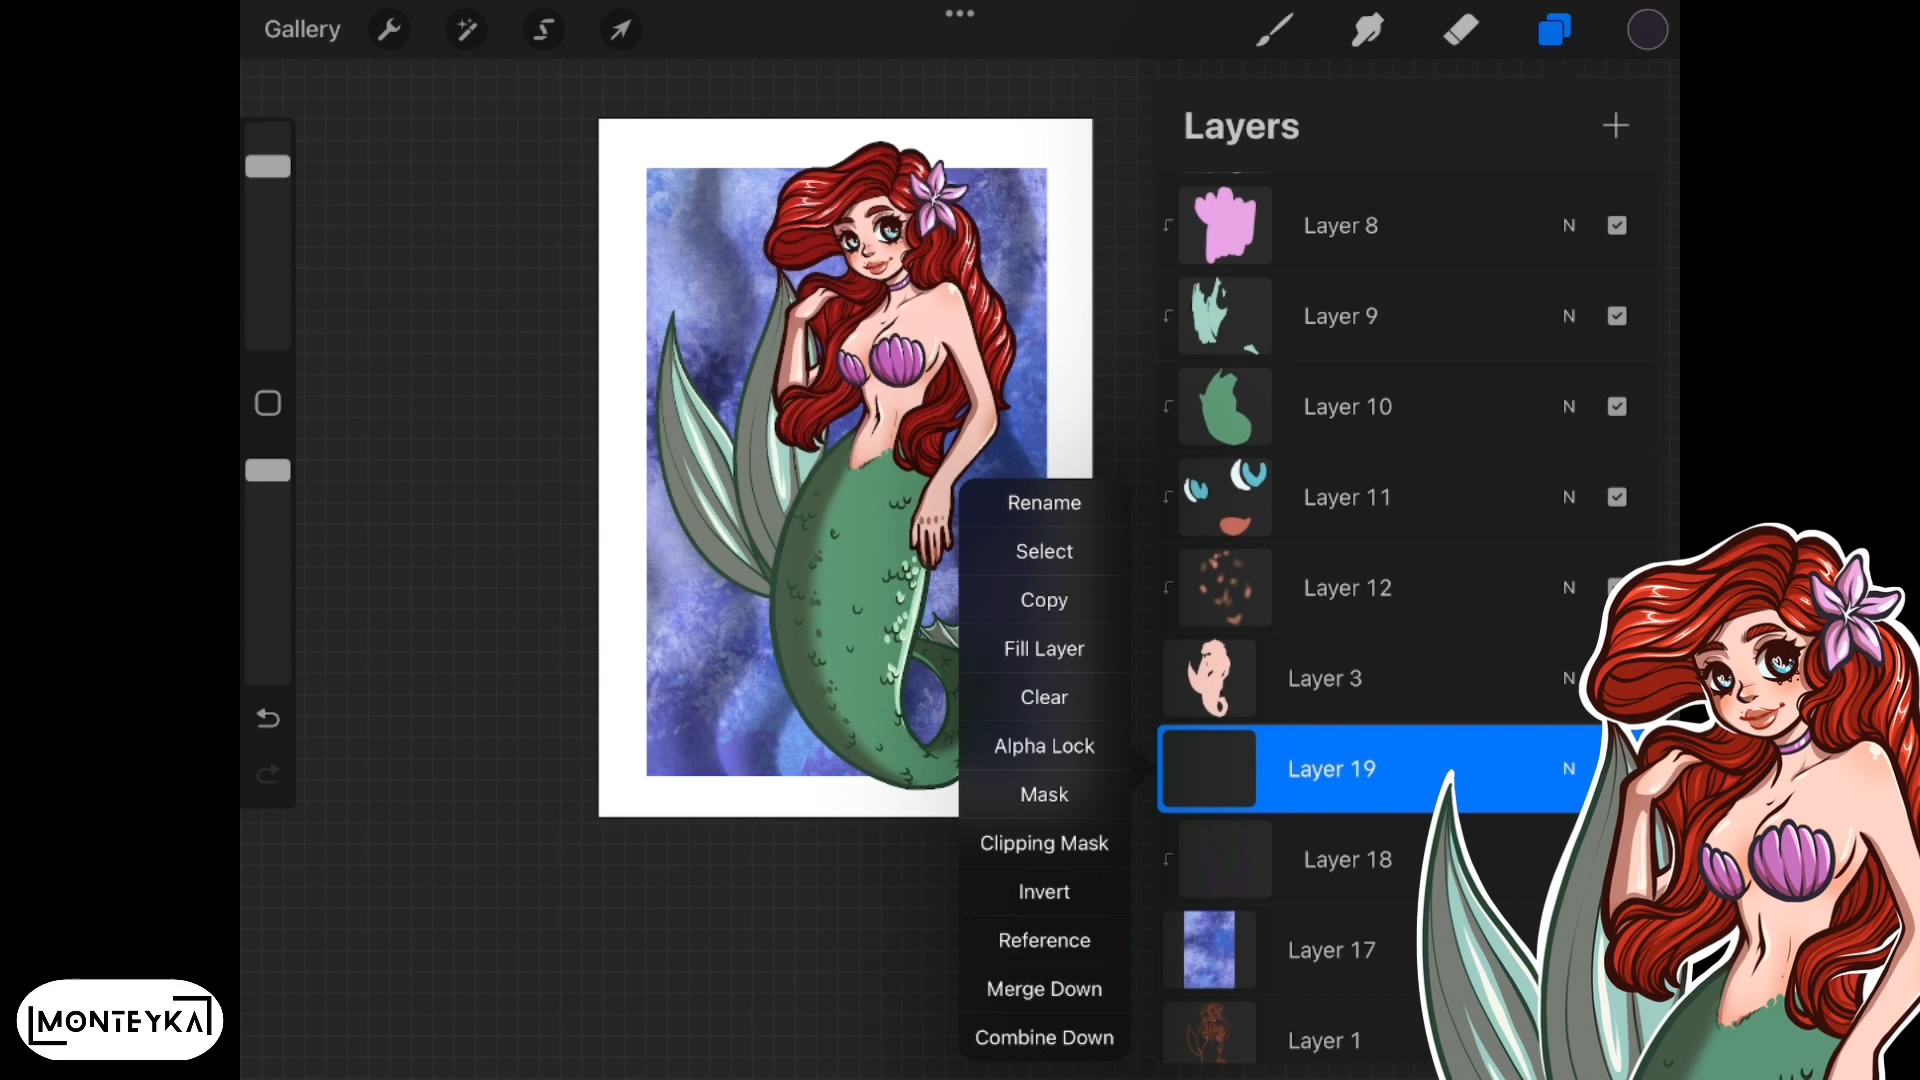 Gallery
Layers
Layer 8 N
Layer 9 N
Layer 10 N
Layer 11 N
Layer 12 N
Layer 3 N
Layer 19 N
Layer 18
Layer 17
Layer 1
Rename
Select
Copy
Fill Layer
Clear
Alpha Lock
Mask
Clipping Mask
Invert
Reference
Merge Down
Combine Down
MONTEYKA